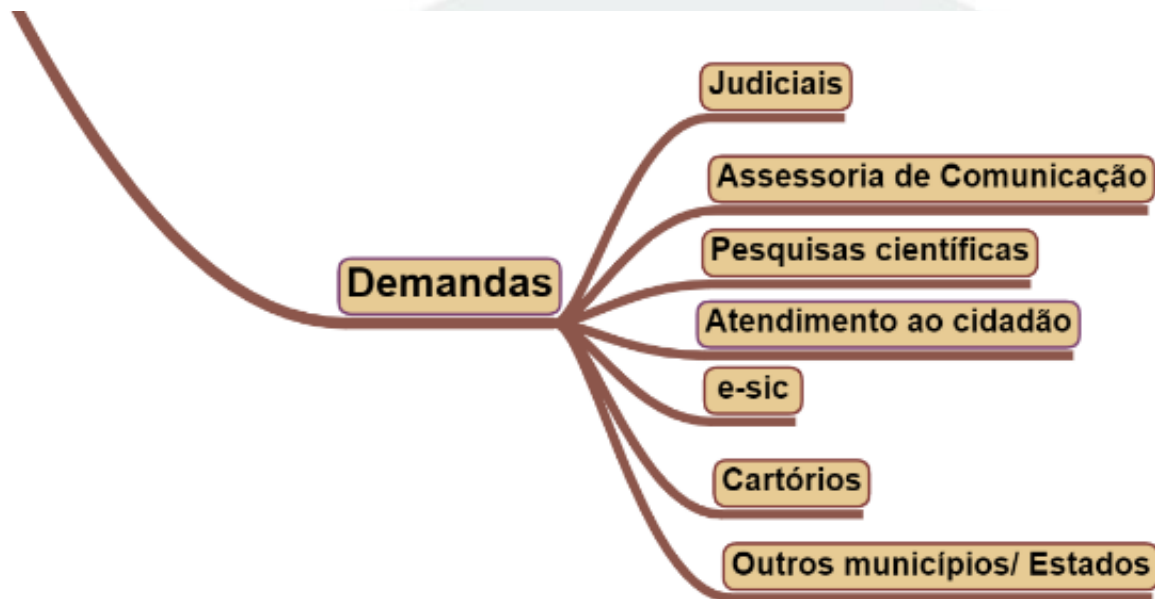 Judiciais
Assessoria de Comunicação
Pesquisas científicas
Demandas
Atendimento ao cidadão
e-sic
Cartórios
Outros municípios/ Estados